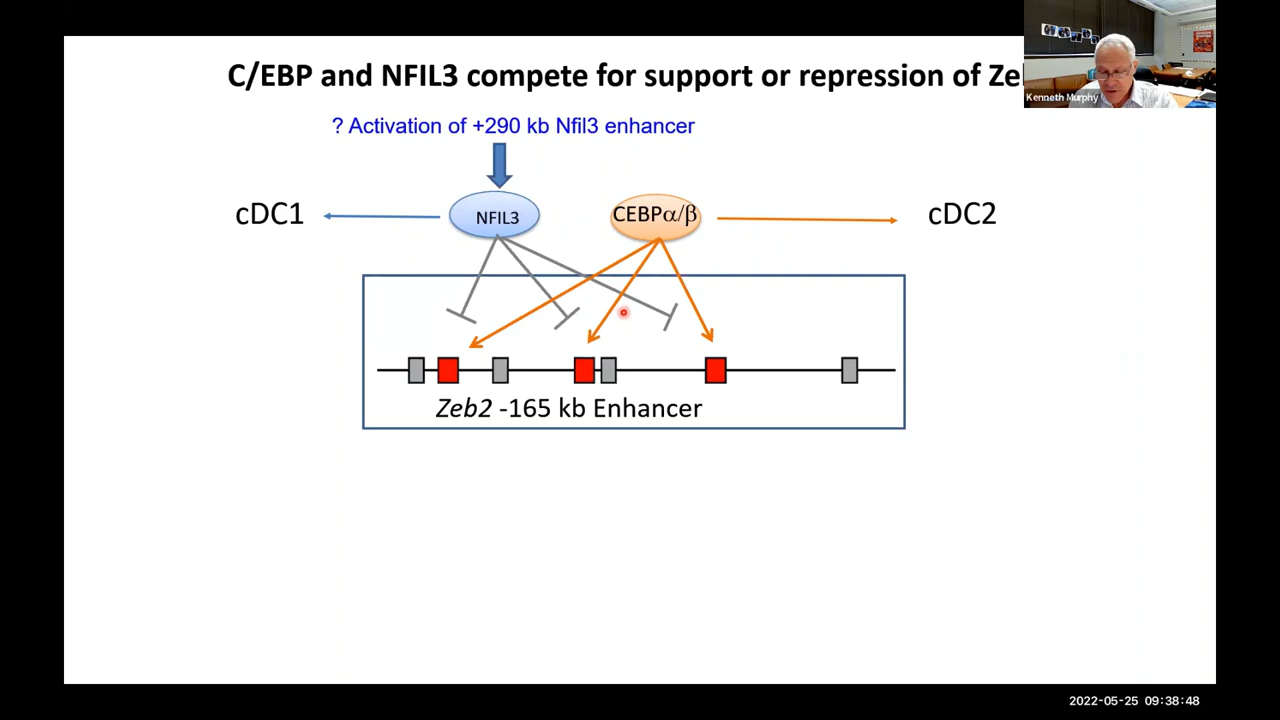 C/EBP and NFIL3 compete for support or repression of
Kenneth Murphy
? Activation of +290 kb Nfil3 enhancer
cDC1
NFIL3
CEBPα/β
cDC2
Zeb2 -165 kb Enhancer
2022-05-25 09:38:48